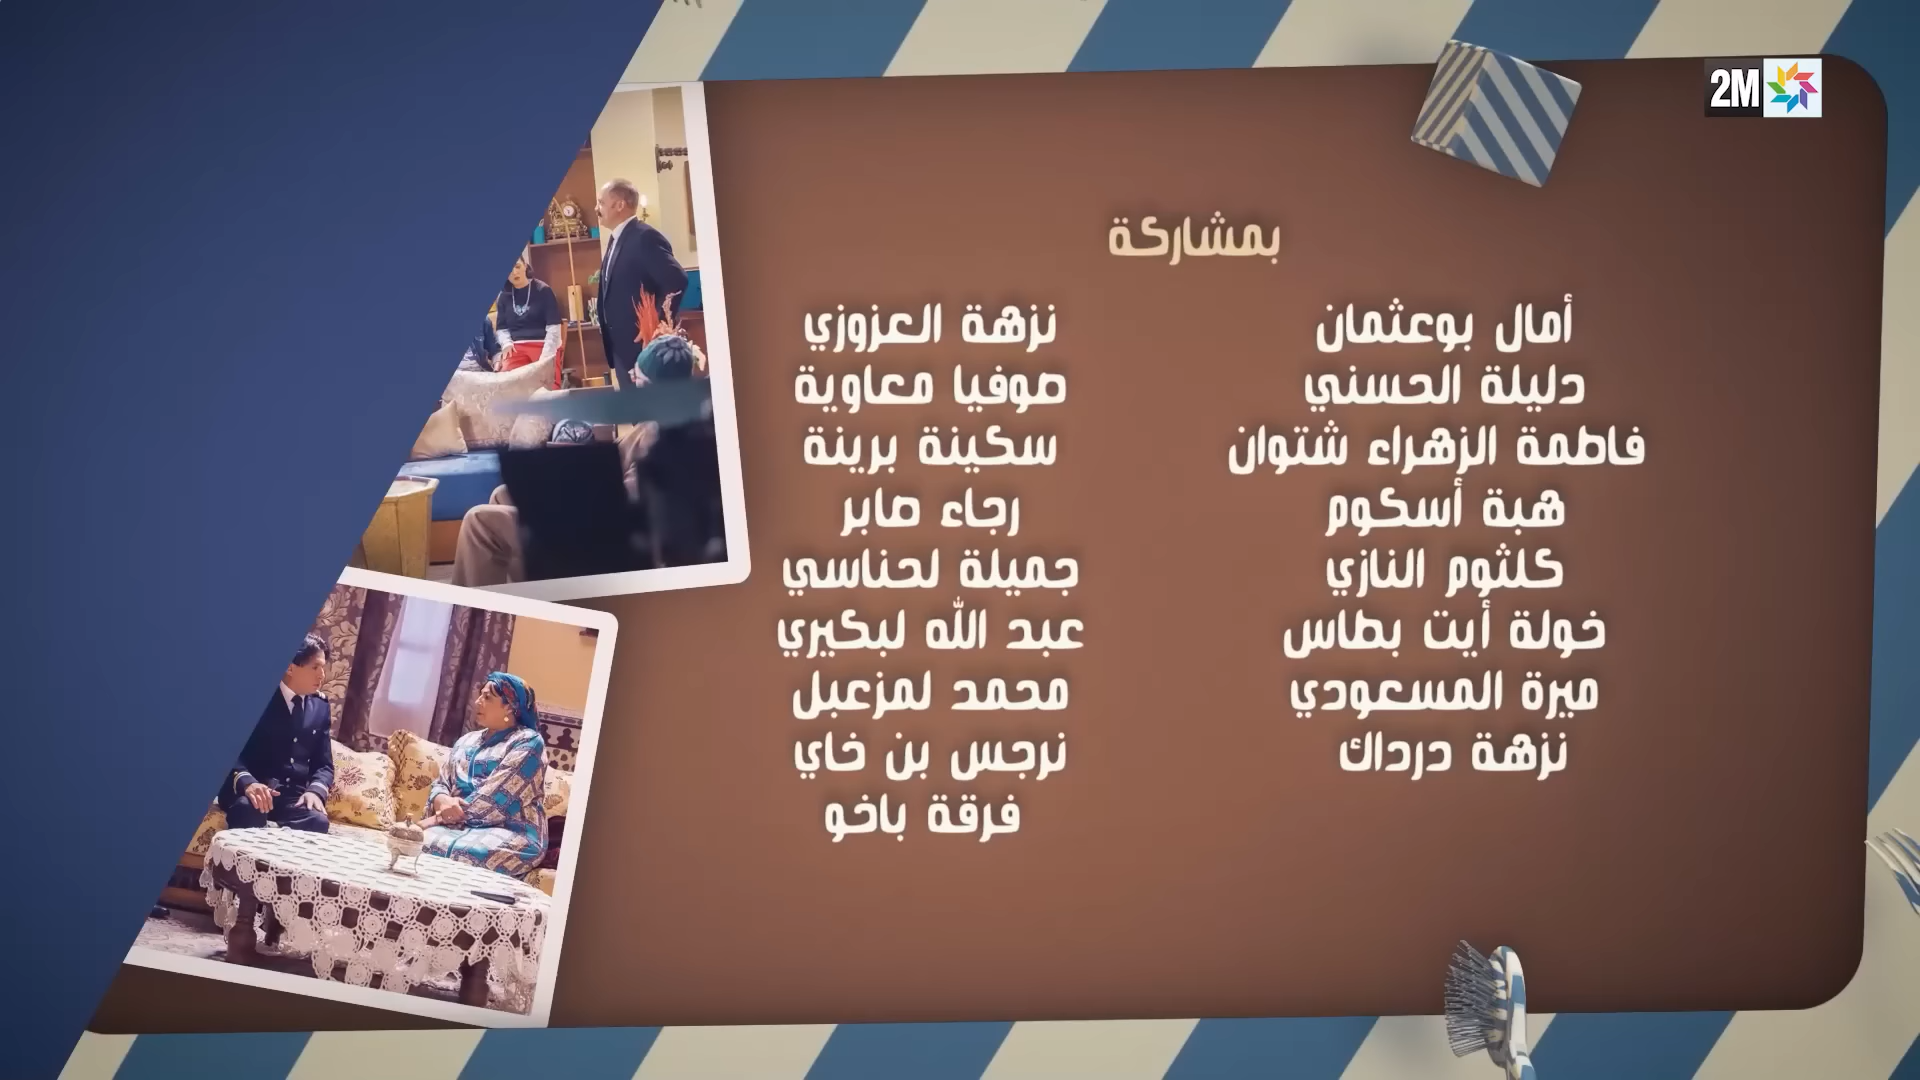 2M
بمشاركة
أمال بوعثمان
دليلة الحسني
فاطمة الزهراء شتوان
هبة أسكوم
كلثوم النازي
خولة أيت بطاس
ميرة المسعودي
نزهة درداك
نزهة العزوزي
صوفيا معاوية
سكينة برينة
رجاء صابر
جميلة لحناسي
عبد الله لبكيري
محمد لمزعبل
نرجس بن خاي
فرقة باخو